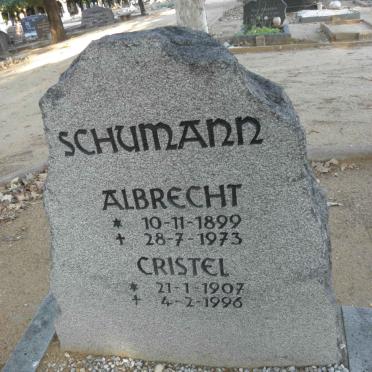 SCHUMANN
ALBRECHT
* 10-11-1899
† 28-7-1973
CRISTEL
* 21-1-1907
† 4-2-1996